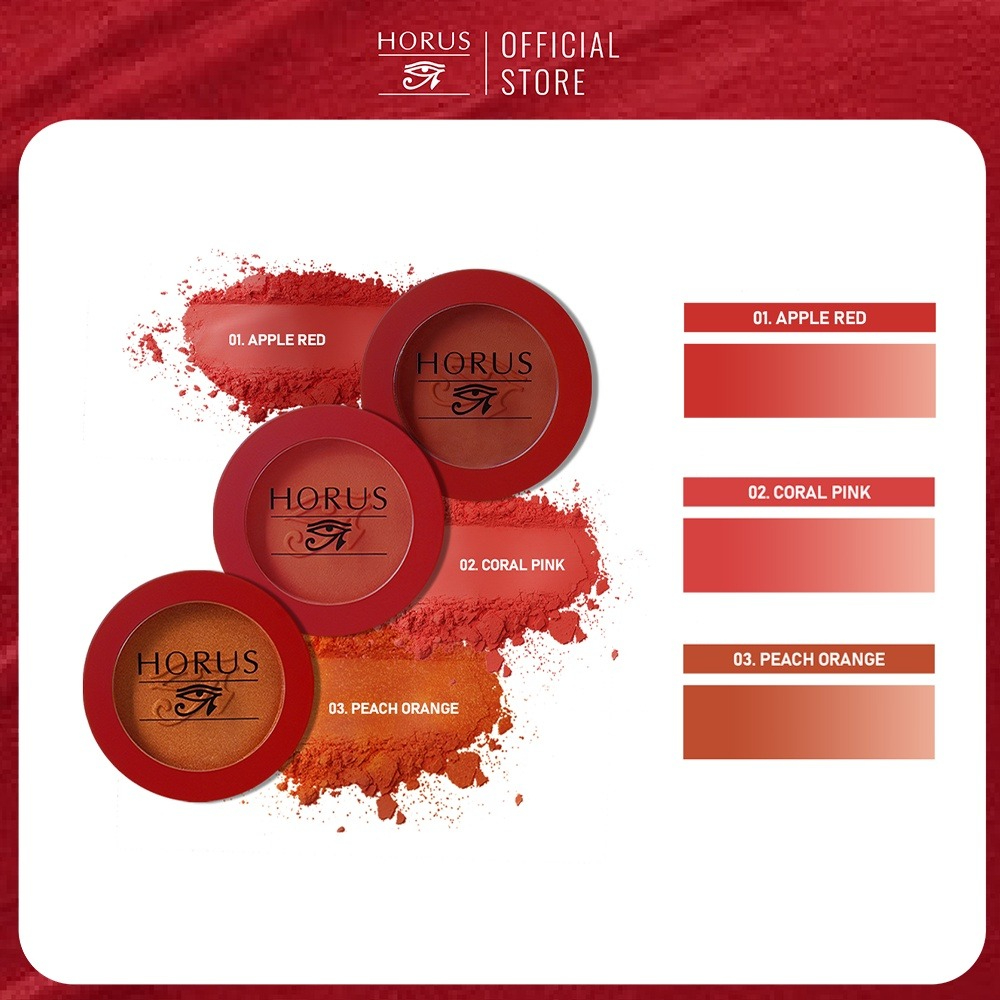 HORUS
OFFICIAL
STORE
01. APPLE RED
HORUS
HORUS
02. CORAL PINK
HORUS
03. PEACH ORANGE
01. APPLE RED
02. CORAL PINK
03. PEACH ORANGE